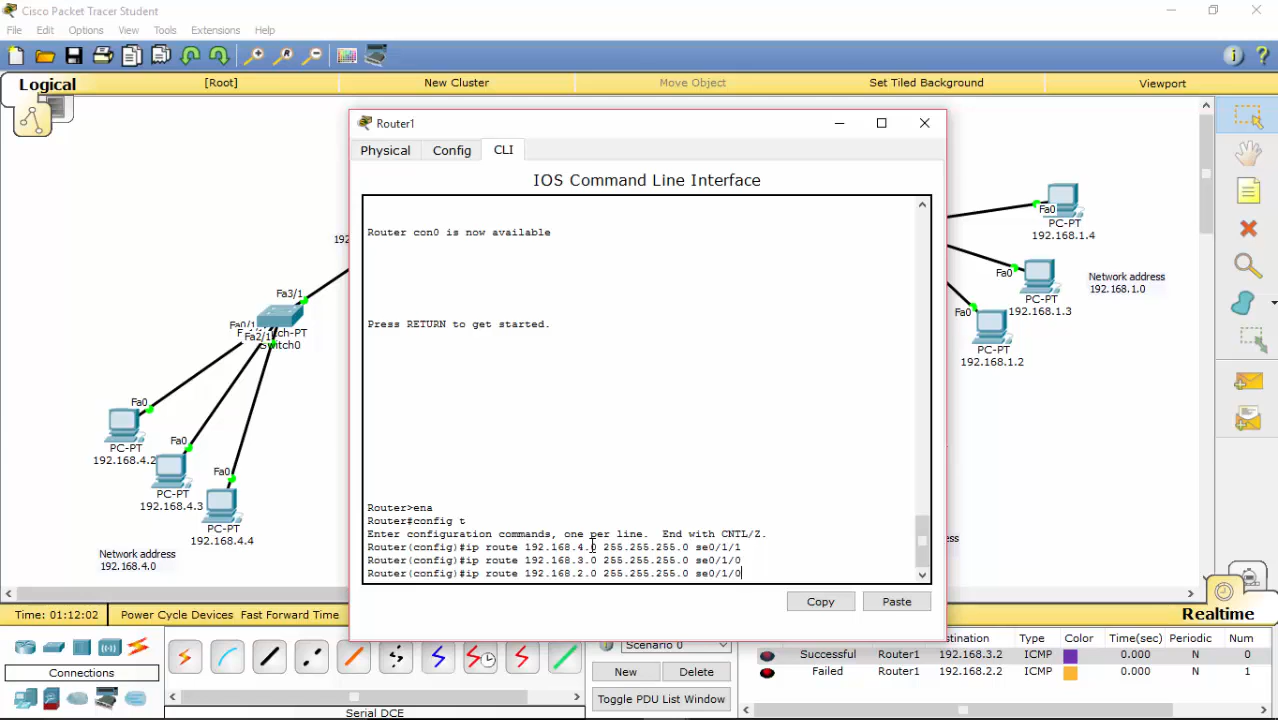 Cisco Packet Tracer Student
File Edit Options View Tools Extensions Help
Logical [Root] New Cluster Move Object Set Tiled Background Viewport
Router1
Physical Config CLI
IOS Command Line Interface
Router con0 is now available
Press RETURN to get started.
Router>ena
Router#config t
Enter configuration commands, one per line. End with CNTL/Z.
Router(config)#ip route 192.168.4.0 255.255.255.0 se0/1/1
Router(config)#ip route 192.168.3.0 255.255.255.0 se0/1/0
Router(config)#ip route 192.168.2.0 255.255.255.0 se0/1/0
Copy Paste
192
Fa3/1
Fa0/1
Fa2/1
Switch0
Fa0
PC-PT
192.168.4.2
Fa0
PC-PT
192.168.4.3
Fa0
PC-PT
192.168.4.4
Network address
192.168.4.0
Fa0
PC-PT
192.168.1.4
Fa0
PC-PT
192.168.1.3
Fa0
PC-PT
192.168.1.2
Network address
192.168.1.0
ess
Time: 01:12:02 Power Cycle Devices Fast Forward Time Realtime
Connections
Serial DCE
Scenario 0
New Delete
Toggle PDU List Window
stination Type Color Time(sec) Periodic Num
Successful Router1 192.168.3.2 ICMP 0.000 N 0
Failed Router1 192.168.2.2 ICMP 0.000 N 1